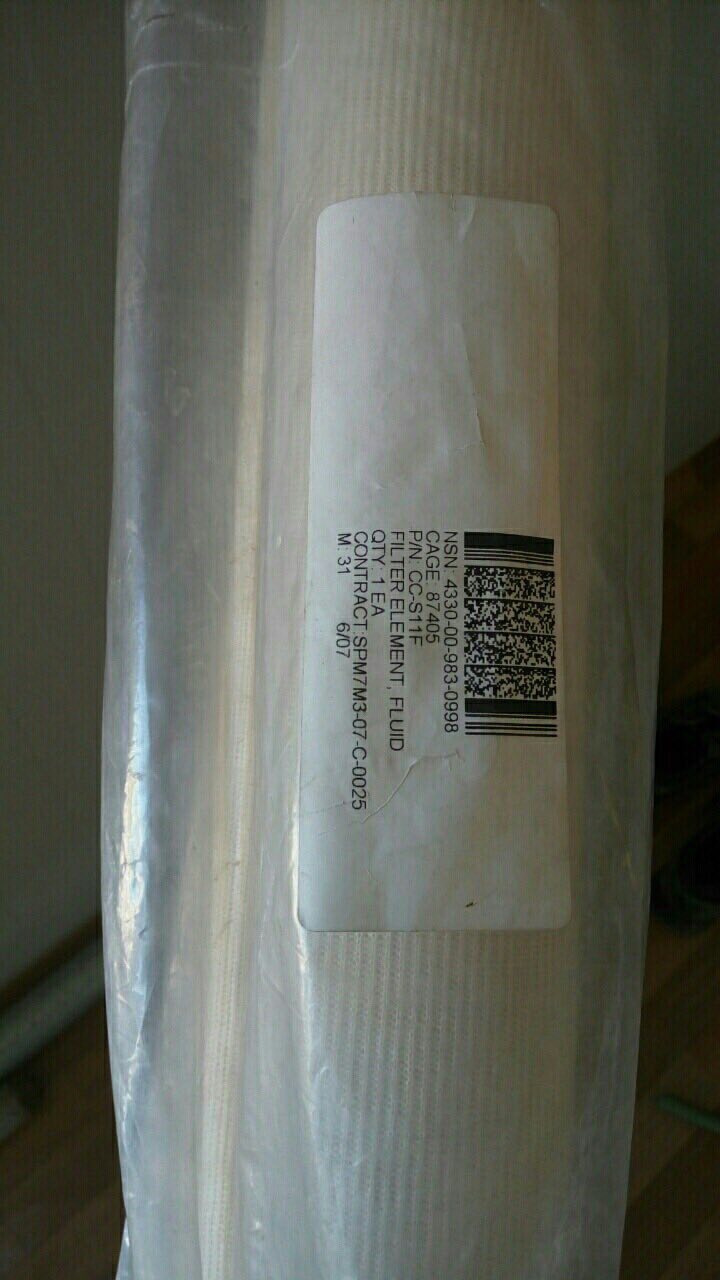 NSN: 4330-00-983-0998
CAGE: 87405
P/N: CC-S11F
FILTER ELEMENT, FLUID
QTY: 1 EA
CONTRACT:SPM7M3-07-C-0025
M: 31 6/07